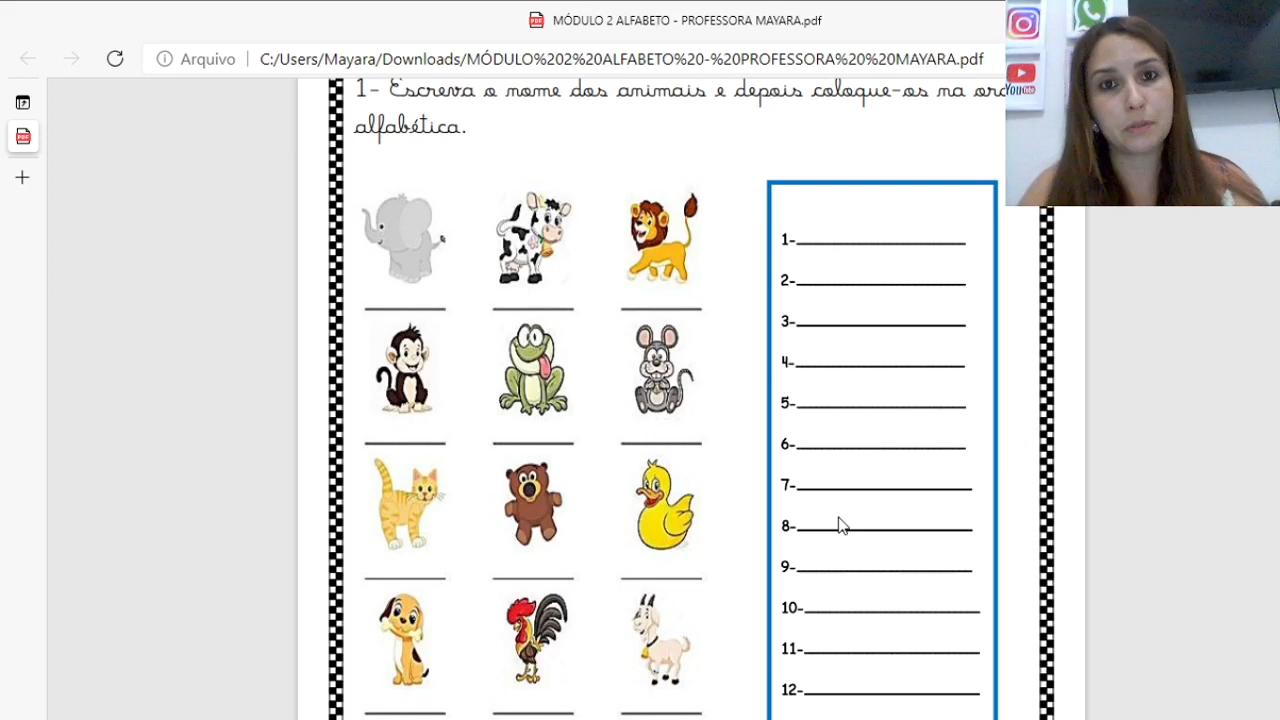 MÓDULO 2 ALFABETO - PROFESSORA MAYARA.pdf
Arquivo | C:/Users/Mayara/Downloads/MÓDULO%202%20ALFABETO%20-%20PROFESSORA%20%20MAYARA.pdf
1- Escreva o nome dos animais e depois coloque-os na
alfabética.
1-
2-
3-
4-
5-
6-
7-
8-
9-
10-
11-
12-
YouTube